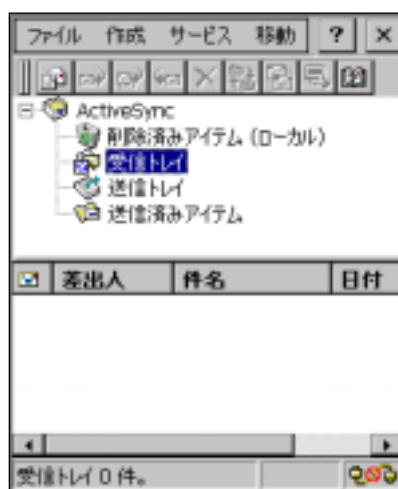 ファイル 作成 サービス 移動 ? ×
ActiveSync
削除済みアイテム (ローカル)
受信トレイ
送信トレイ
送信済みアイテム
差出人 件名 日付
受信トレイ 0 件。